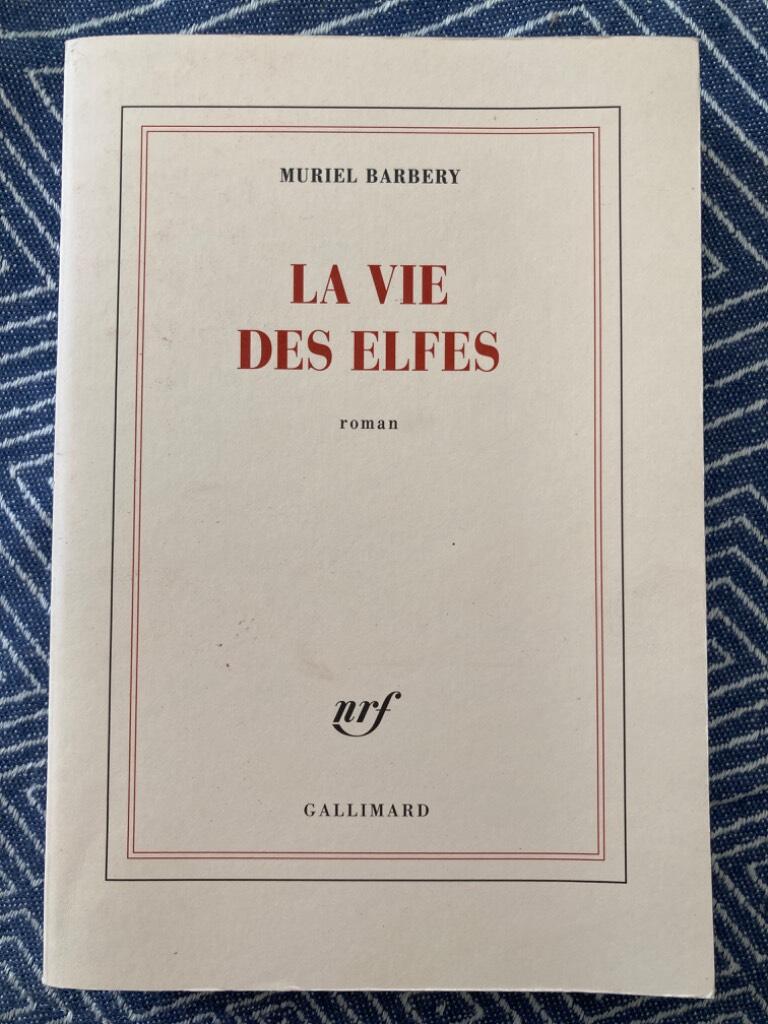 MURIEL BARBERY
LA VIE
DES ELFES
roman
nrf
GALLIMARD